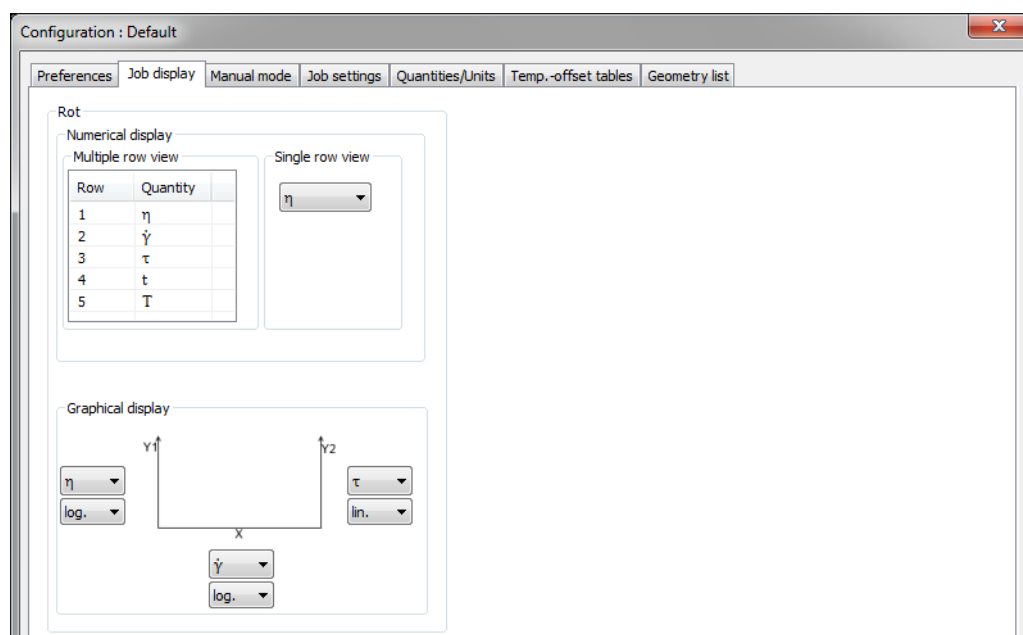 Configuration : Default
Preferences Job display Manual mode Job settings Quantities/Units Temp.-offset tables Geometry list
Rot
Numerical display
Multiple row view Single row view
Row Quantity
η
1 η
2 γ̇
3 τ
4 t
5 T
Graphical display
Y1 Y2
η τ
log. lin.
X
γ̇
log.